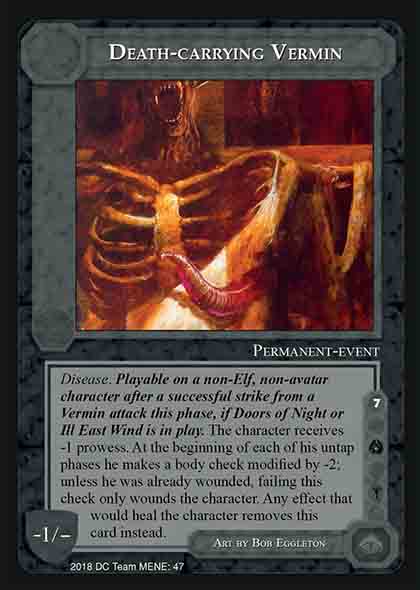 Death-carrying Vermin
Permanent-event
Disease. Playable on a non-Elf, non-avatar
character after a successful strike from a
Vermin attack this phase, if Doors of Night or
Ill East Wind is in play. The character receives
-1 prowess. At the beginning of each of his untap
phases he makes a body check modified by -2;
unless he was already wounded, failing this
check only wounds the character. Any effect that
would heal the character removes this
card instead.
7
-1/–
Art by Bob Eggleton
2018 DC Team MENE: 47